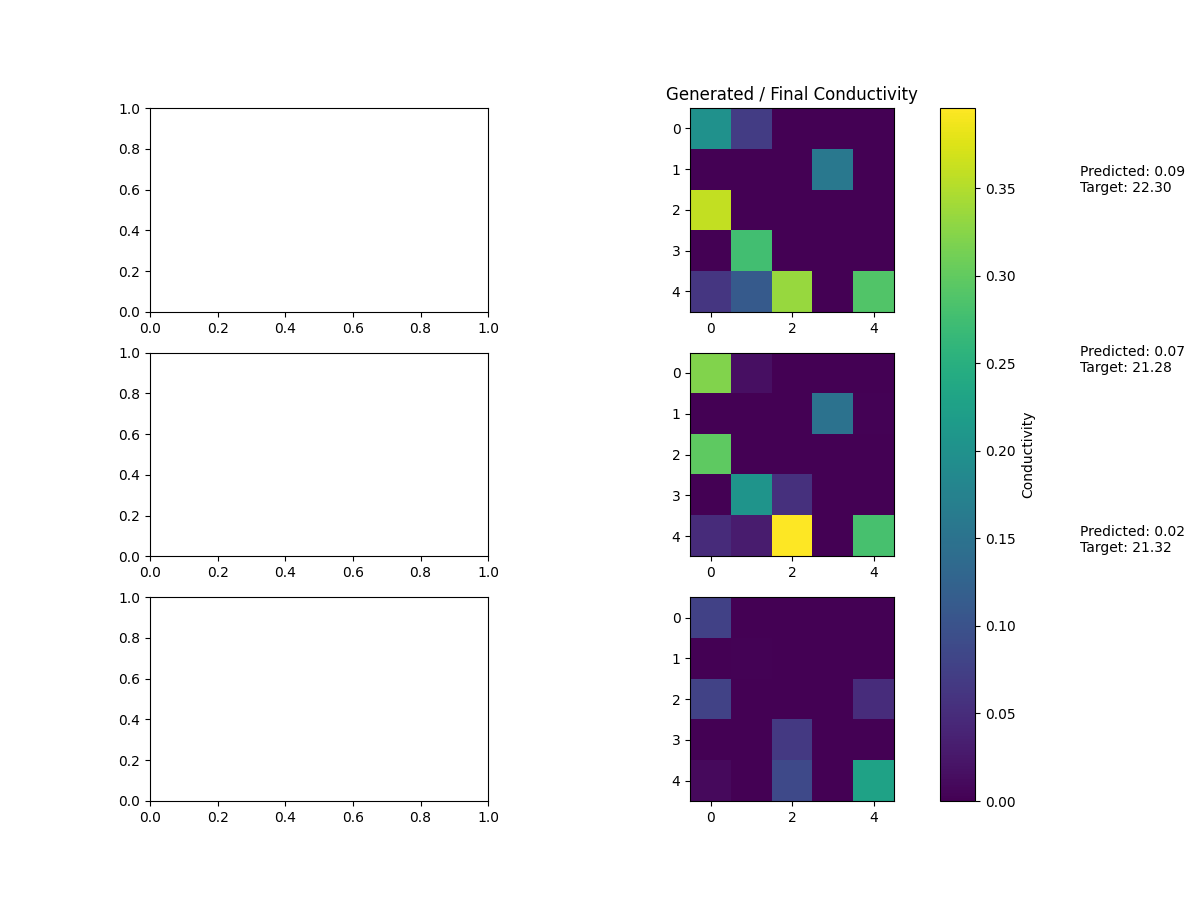 Generated / Final Conductivity
1.0
0.8
0.6
0.4
0.2
0.0
0.0 0.2 0.4 0.6 0.8 1.0
0
1
2
3
4
0 2 4
Predicted: 0.09
Target: 22.30
1.0
0.8
0.6
0.4
0.2
0.0
0.0 0.2 0.4 0.6 0.8 1.0
0
1
2
3
4
0 2 4
Predicted: 0.07
Target: 21.28
1.0
0.8
0.6
0.4
0.2
0.0
0.0 0.2 0.4 0.6 0.8 1.0
0
1
2
3
4
0 2 4
Predicted: 0.02
Target: 21.32
0.35
0.30
0.25
0.20
0.15
0.10
0.05
0.00
Conductivity